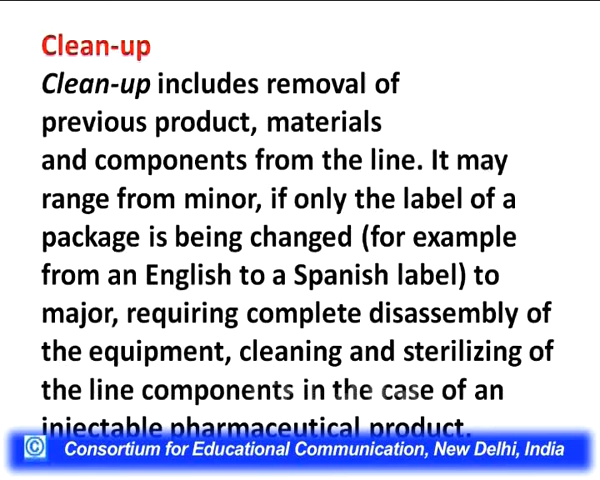 Clean-up
Clean-up includes removal of
previous product, materials
and components from the line. It may
range from minor, if only the label of a
package is being changed (for example
from an English to a Spanish label) to
major, requiring complete disassembly of
the equipment, cleaning and sterilizing of
the line components in the case of an
injectable pharmaceutical product.
© Consortium for Educational Communication, New Delhi, India